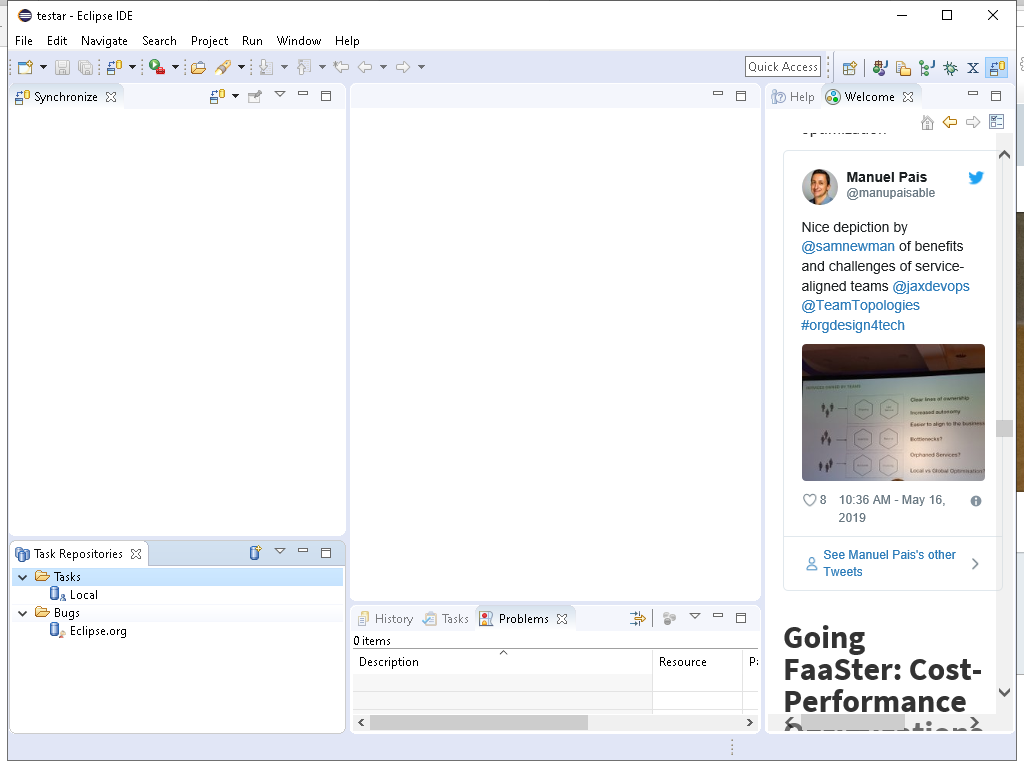 testar - Eclipse IDE
File Edit Navigate Search Project Run Window Help
Quick Access
Synchronize
Help Welcome
Optimization
Manuel Pais
@manupaisable
Nice depiction by
@samnewman of benefits
and challenges of service-
aligned teams @jaxdevops
@TeamTopologies
#orgdesign4tech
Clear lines of ownership
Increased autonomy
Easier to align to the business
Bottlenecks?
Orphaned Services?
Local vs Global Optimisation?
8 10:36 AM - May 16,
2019
See Manuel Pais's other
Tweets
Going
FaaSter: Cost-
Performance
Optimizations
Task Repositories
Tasks
Local
Bugs
Eclipse.org
History Tasks Problems
0 items
Description Resource Pa